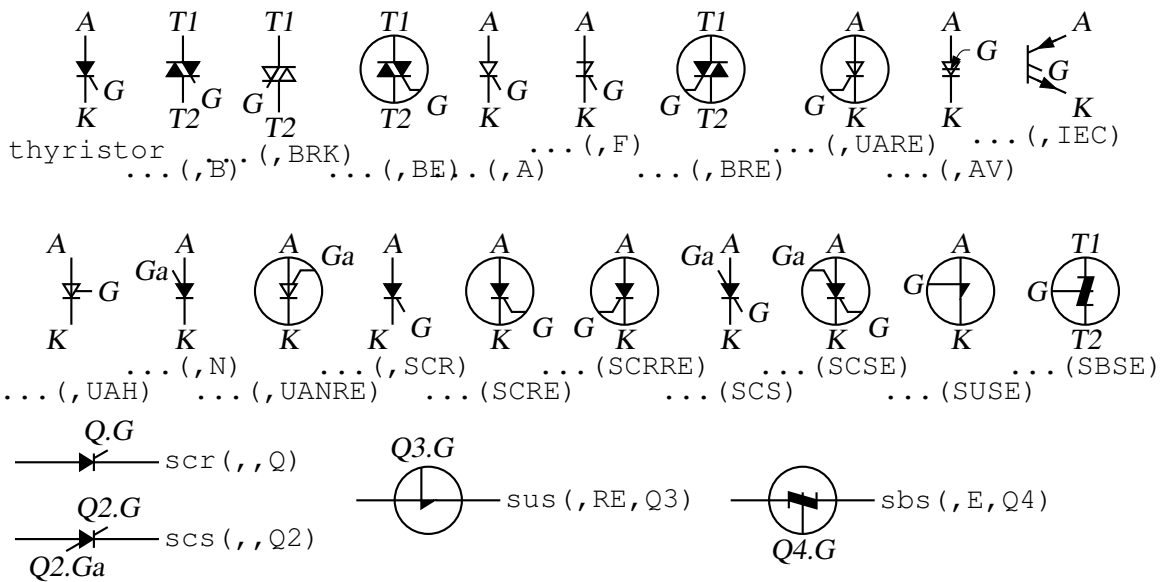 A T1 T1 T1 A A T1 A A A
G G G G G G G G G G
K T2 T2 T2 K K T2 K K K
thyristor ...(,BRK) ...(,F) ...(,UARE) ...(,IEC)
...(,B) ...(,BE) ...(,A) ...(,BRE) ...(,AV)
A A A A A A A A A T1
G Ga Ga G G G Ga Ga G G
K K K K K K K K K T2
...(,N) ...(,SCR) ...(SCRRE) ...(SCSE) ...(SBSE)
...(,UAH) ...(,UANRE) ...(SCRE) ...(SCS) ...(SUSE)
Q.G Q3.G
scr(,,Q)
sus(,RE,Q3) sbs(,E,Q4)
Q2.G
scs(,,Q2)
Q2.Ga Q4.G